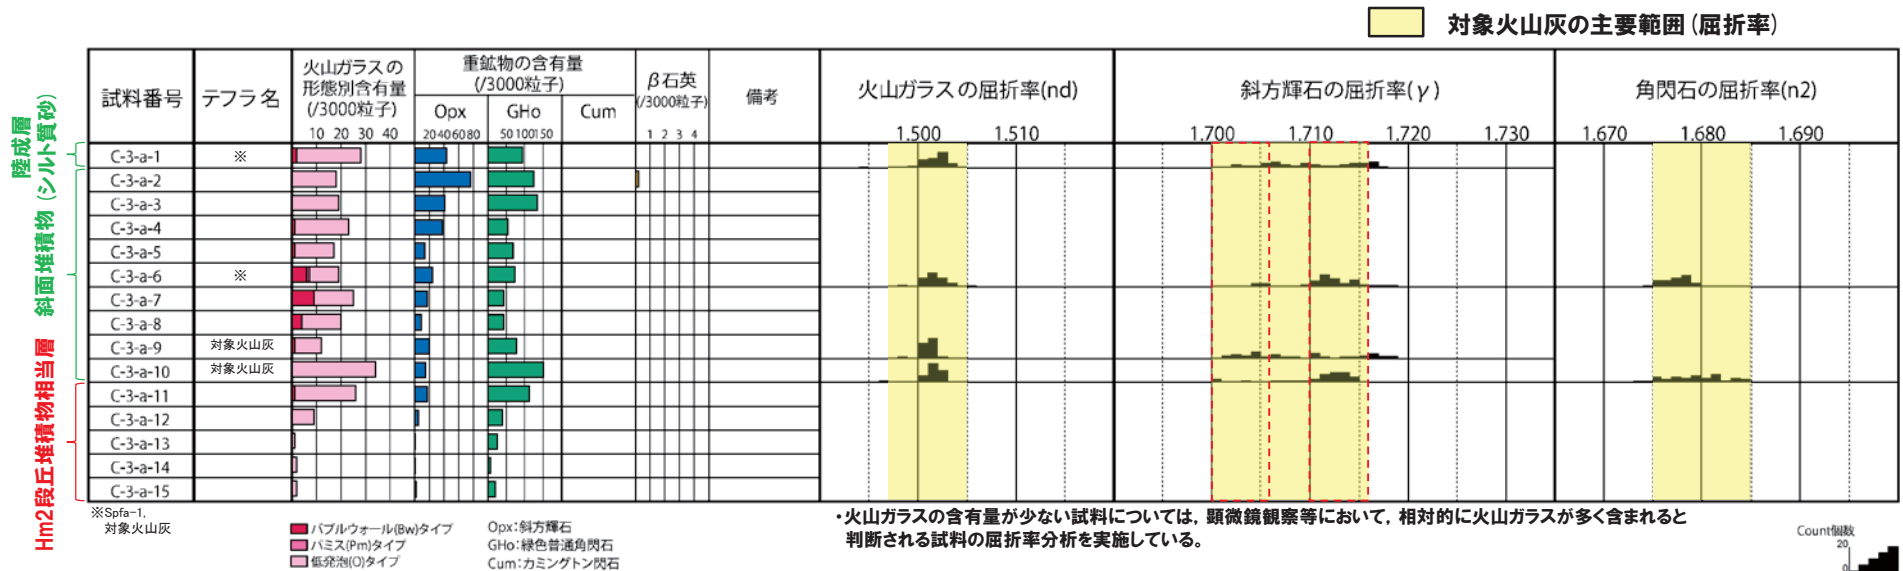 対象火山灰の主要範囲(屈折率)
試料番号
テフラ名
火山ガラスの
形態別含有量
(/3000粒子)
10 20 30 40
重鉱物の含有量
(/3000粒子)
Opx
GHo
Cum
20406080
50100150
β石英
(/3000粒子)
1 2 3 4
備考
火山ガラスの屈折率(nd)
1.500 1.510
斜方輝石の屈折率(γ)
1.700 1.710 1.720 1.730
角閃石の屈折率(n2)
1.670 1.680 1.690
陸成層
(シルト質砂)
斜面堆積物
Hm2段丘堆積物相当層
C-3-a-1 ※
C-3-a-2
C-3-a-3
C-3-a-4
C-3-a-5
C-3-a-6 ※
C-3-a-7
C-3-a-8
C-3-a-9 対象火山灰
C-3-a-10 対象火山灰
C-3-a-11
C-3-a-12
C-3-a-13
C-3-a-14
C-3-a-15
※Spfa-1,
対象火山灰
バブルウォール(Bw)タイプ
パミス(Pm)タイプ
低発泡(O)タイプ
Opx:斜方輝石
GHo:緑色普通角閃石
Cum:カミングトン閃石
・火山ガラスの含有量が少ない試料については,顕微鏡観察等において,相対的に火山ガラスが多く含まれると
判断される試料の屈折率分析を実施している。
Count個数
20
0